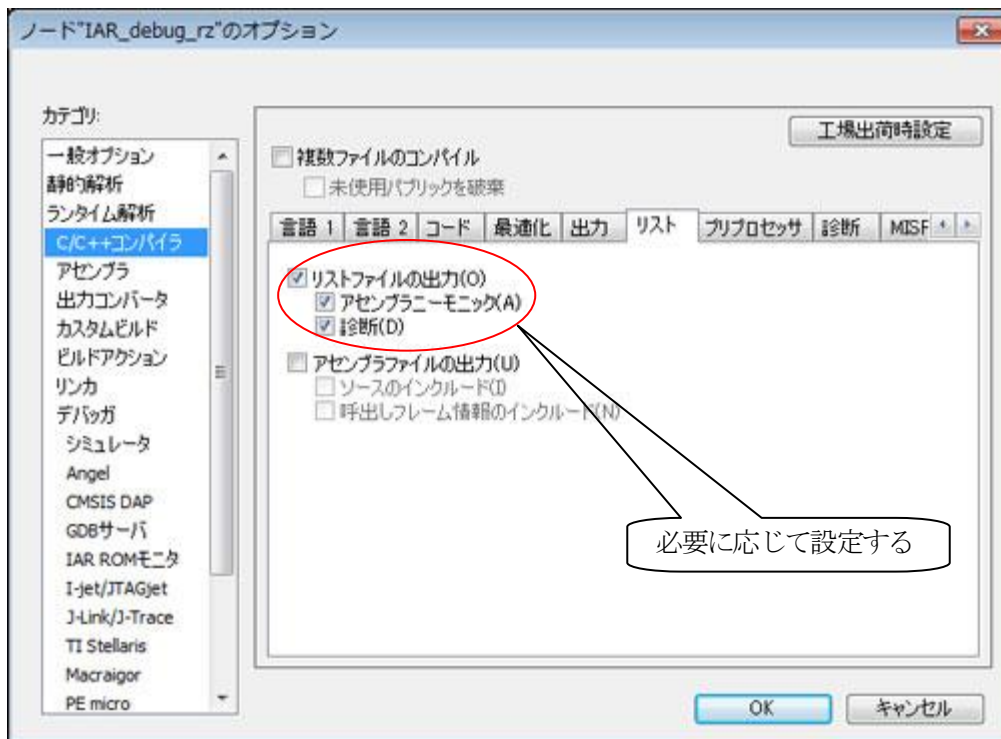 ノード"IAR_debug_rz"のオプション
カテゴリ:
一般オプション
静的解析
ランタイム解析
C/C++コンパイラ
アセンブラ
出力コンバータ
カスタムビルド
ビルドアクション
リンカ
デバッガ
シミュレータ
Angel
CMSIS DAP
GDBサーバ
IAR ROMモニタ
I-jet/JTAGjet
J-Link/J-Trace
TI Stellaris
Macraigor
PE micro
工場出荷時設定
複数ファイルのコンパイル
未使用パブリックを破棄
言語 1 言語 2 コード 最適化 出力 リスト プリプロセッサ 診断 MISF
リストファイルの出力(O)
アセンブラニーモニック(A)
診断(D)
アセンブラファイルの出力(U)
ソースのインクルード(I)
呼出しフレーム情報のインクルード(N)
必要に応じて設定する
OK キャンセル